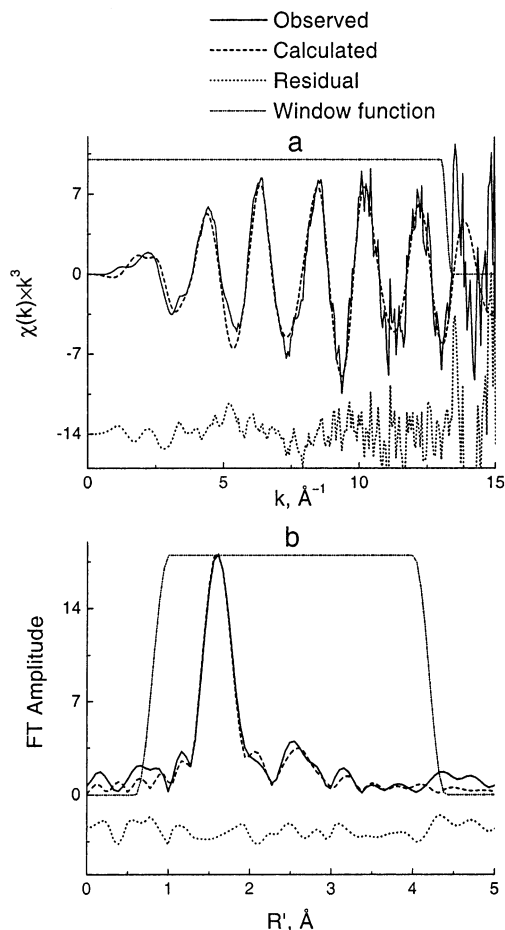 Observed
Calculated
Residual
Window function
a
7
0
-7
-14
χ(k)×k³
0 5 10 15
k, Å⁻¹
b
14
7
0
FT Amplitude
0 1 2 3 4 5
R', Å